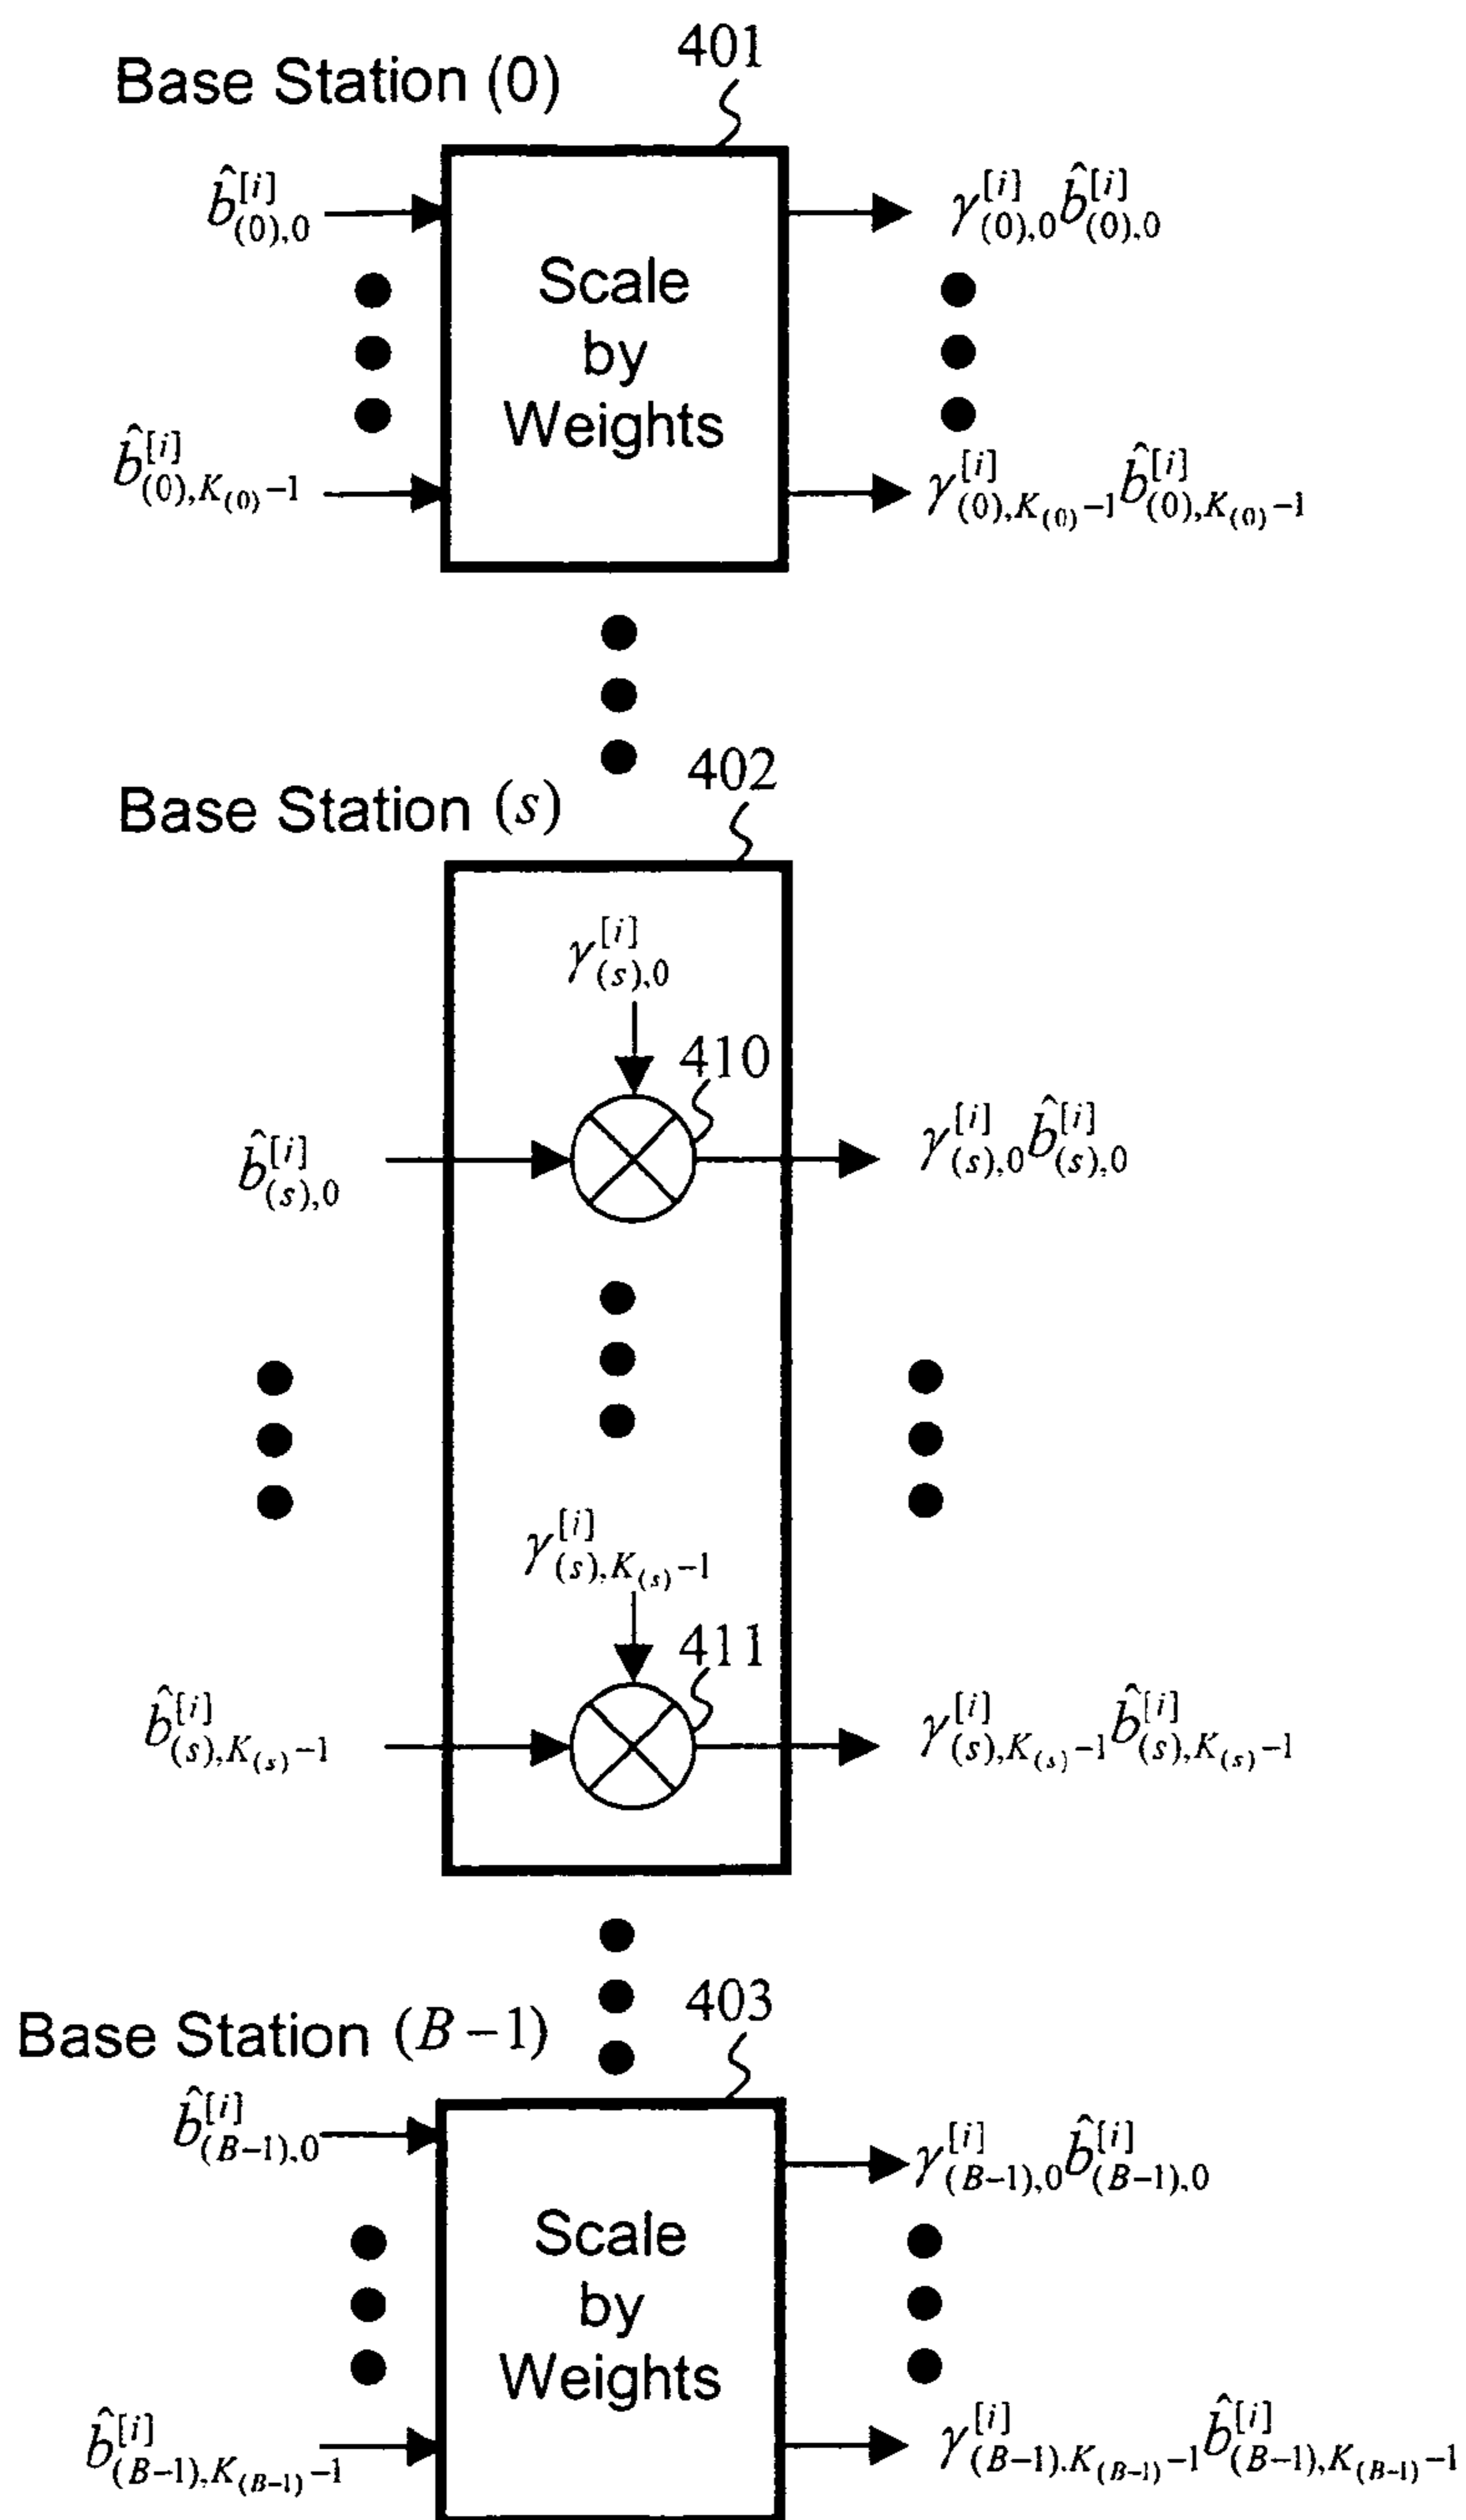 Base Station (0)
401
b̂^{[i]}_{(0),0}
γ^{[i]}_{(0),0} b̂^{[i]}_{(0),0}
Scale
by
Weights
b̂^{[i]}_{(0),K_{(0)}-1}
γ^{[i]}_{(0),K_{(0)}-1} b̂^{[i]}_{(0),K_{(0)}-1}
402
Base Station (s)
γ^{[i]}_{(s),0}
410
b̂^{[i]}_{(s),0}
γ^{[i]}_{(s),0} b̂^{[i]}_{(s),0}
γ^{[i]}_{(s),K_{(s)}-1}
411
b̂^{[i]}_{(s),K_{(s)}-1}
γ^{[i]}_{(s),K_{(s)}-1} b̂^{[i]}_{(s),K_{(s)}-1}
403
Base Station (B-1)
b̂^{[i]}_{(B-1),0}
γ^{[i]}_{(B-1),0} b̂^{[i]}_{(B-1),0}
Scale
by
Weights
b̂^{[i]}_{(B-1),K_{(B-1)}-1}
γ^{[i]}_{(B-1),K_{(B-1)}-1} b̂^{[i]}_{(B-1),K_{(B-1)}-1}